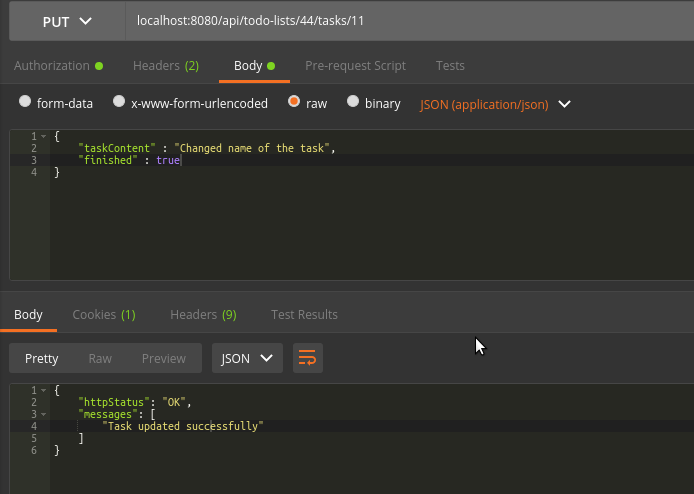 PUT localhost:8080/api/todo-lists/44/tasks/11
Authorization Headers (2) Body Pre-request Script Tests
form-data x-www-form-urlencoded raw binary JSON (application/json)
1 {
2 "taskContent" : "Changed name of the task",
3 "finished" : true
4 }
Body Cookies (1) Headers (9) Test Results
Pretty Raw Preview JSON
1 {
2 "httpStatus": "OK",
3 "messages": [
4 "Task updated successfully"
5 ]
6 }